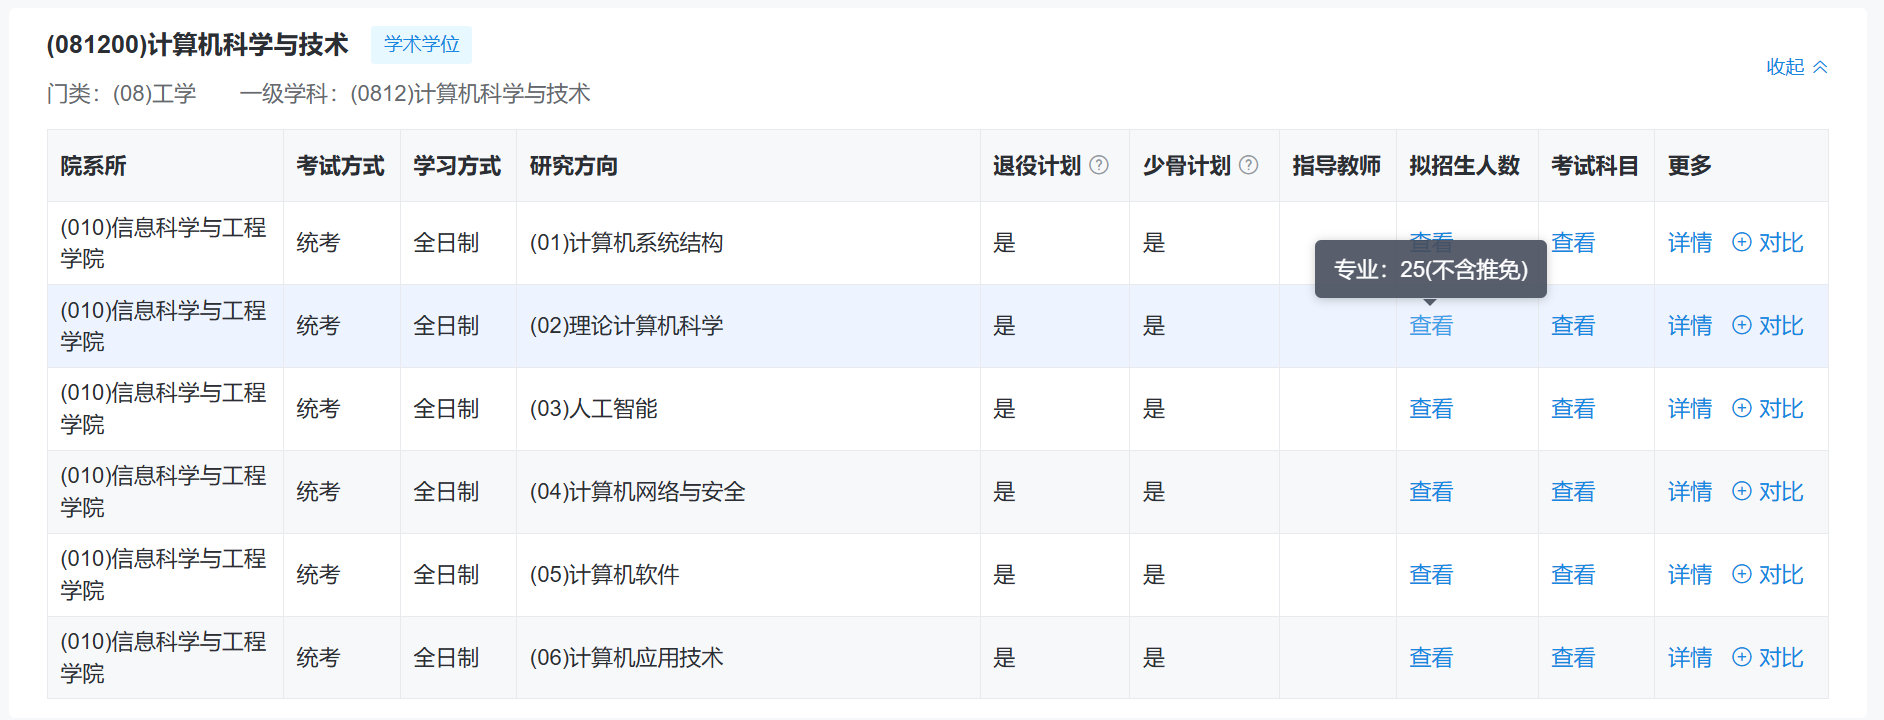 (081200)计算机科学与技术 学术学位
收起
门类：(08)工学 一级学科：(0812)计算机科学与技术
院系所 考试方式 学习方式 研究方向 退役计划 少骨计划 指导教师 拟招生人数 考试科目 更多
(010)信息科学与工程
学院 统考 全日制 (01)计算机系统结构 是 是 查看 查看 详情 对比
专业：25(不含推免)
(010)信息科学与工程
学院 统考 全日制 (02)理论计算机科学 是 是 查看 查看 详情 对比
(010)信息科学与工程
学院 统考 全日制 (03)人工智能 是 是 查看 查看 详情 对比
(010)信息科学与工程
学院 统考 全日制 (04)计算机网络与安全 是 是 查看 查看 详情 对比
(010)信息科学与工程
学院 统考 全日制 (05)计算机软件 是 是 查看 查看 详情 对比
(010)信息科学与工程
学院 统考 全日制 (06)计算机应用技术 是 是 查看 查看 详情 对比